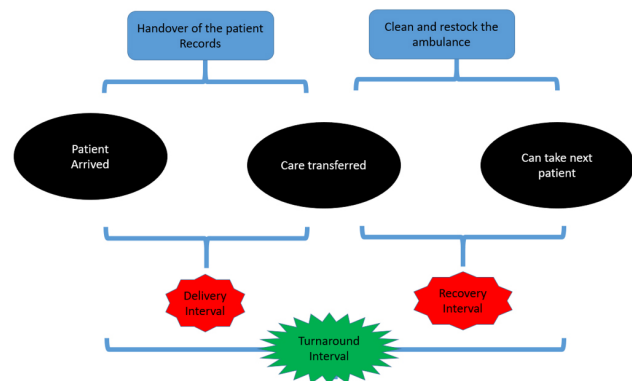 Handover of the patient
Records
Clean and restock the
ambulance
Patient
Arrived
Care transferred
Can take next
patient
Delivery
Interval
Recovery
Interval
Turnaround
Interval